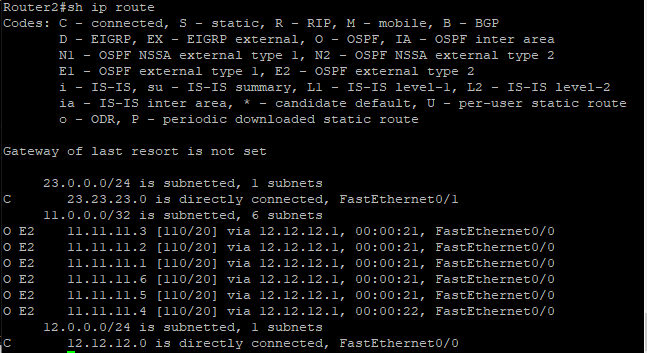 Router2#sh ip route
Codes: C - connected, S - static, R - RIP, M - mobile, B - BGP
       D - EIGRP, EX - EIGRP external, O - OSPF, IA - OSPF inter area
       N1 - OSPF NSSA external type 1, N2 - OSPF NSSA external type 2
       E1 - OSPF external type 1, E2 - OSPF external type 2
       i - IS-IS, su - IS-IS summary, L1 - IS-IS level-1, L2 - IS-IS level-2
       ia - IS-IS inter area, * - candidate default, U - per-user static route
       o - ODR, P - periodic downloaded static route
Gateway of last resort is not set
     23.0.0.0/24 is subnetted, 1 subnets
C       23.23.23.0 is directly connected, FastEthernet0/1
     11.0.0.0/32 is subnetted, 6 subnets
O E2    11.11.11.3 [110/20] via 12.12.12.1, 00:00:21, FastEthernet0/0
O E2    11.11.11.2 [110/20] via 12.12.12.1, 00:00:21, FastEthernet0/0
O E2    11.11.11.1 [110/20] via 12.12.12.1, 00:00:21, FastEthernet0/0
O E2    11.11.11.6 [110/20] via 12.12.12.1, 00:00:21, FastEthernet0/0
O E2    11.11.11.5 [110/20] via 12.12.12.1, 00:00:21, FastEthernet0/0
O E2    11.11.11.4 [110/20] via 12.12.12.1, 00:00:22, FastEthernet0/0
     12.0.0.0/24 is subnetted, 1 subnets
C       12.12.12.0 is directly connected, FastEthernet0/0